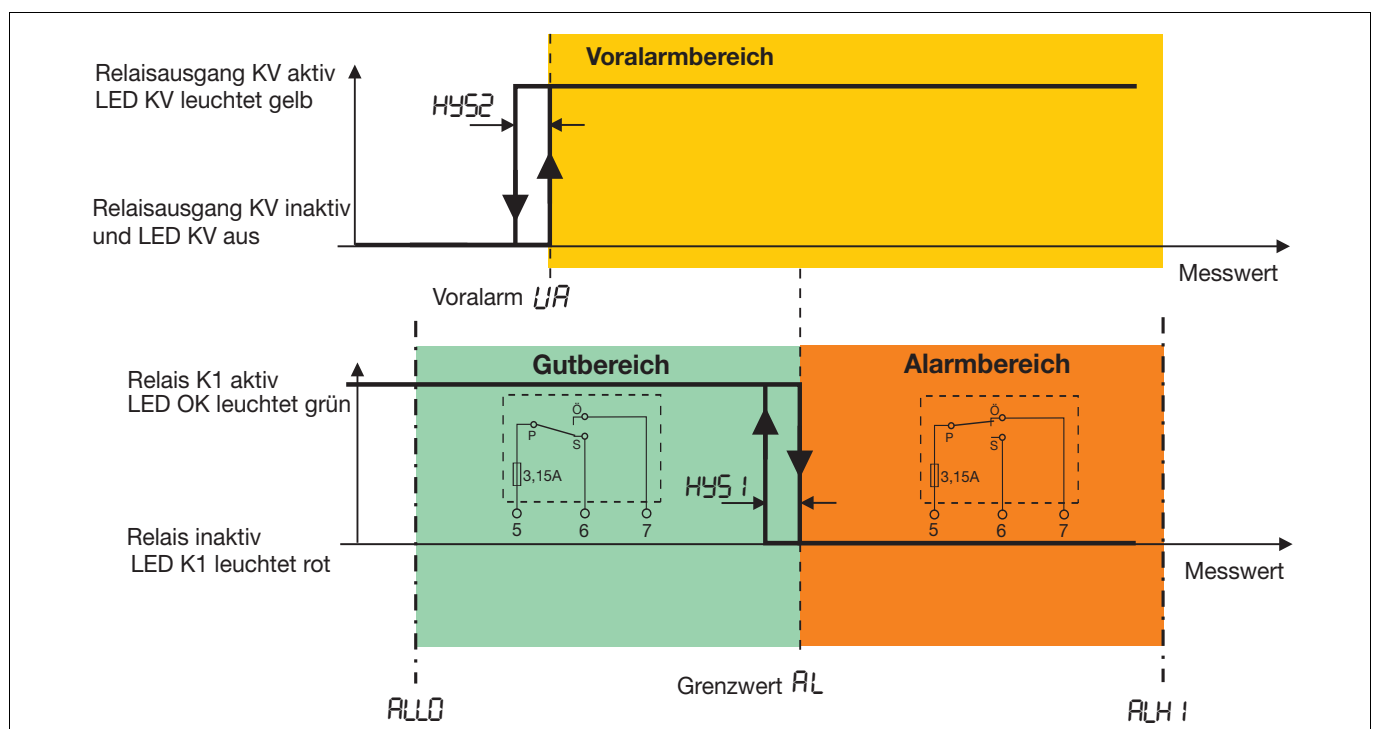 Voralarmbereich
Relaisausgang KV aktiv
LED KV leuchtet gelb
HYS2
Relaisausgang KV inaktiv
und LED KV aus
Messwert
Voralarm UA
Gutbereich
Alarmbereich
Relais K1 aktiv
LED OK leuchtet grün
Ö
P
S
3,15A
5 6 7
Ö
P
S
3,15A
5 6 7
HYS1
Relais inaktiv
LED K1 leuchtet rot
Messwert
Grenzwert AL
ALLO
ALHI